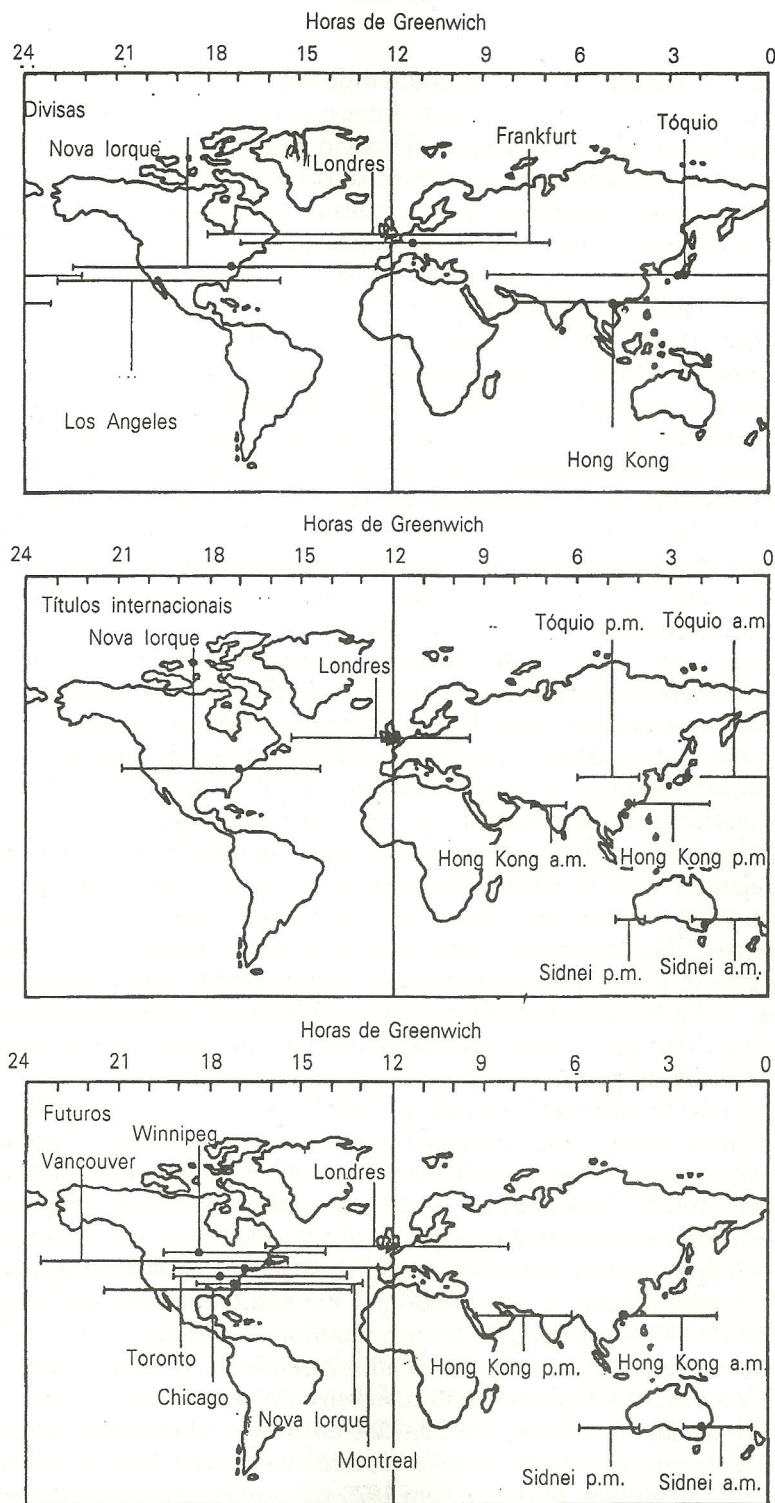 Horas de Greenwich
24 21 18 15 12 9 6 3 0
Divisas
Nova Iorque
Londres
Frankfurt
Tóquio
Los Angeles
Hong Kong
Horas de Greenwich
24 21 18 15 12 9 6 3 0
Títulos internacionais
Nova Iorque
Londres
Tóquio p.m.
Tóquio a.m.
Hong Kong a.m.
Hong Kong p.m.
Sidnei p.m.
Sidnei a.m.
Horas de Greenwich
24 21 18 15 12 9 6 3 0
Futuros
Winnipeg
Vancouver
Londres
Toronto
Chicago
Nova Iorque
Montreal
Hong Kong p.m.
Hong Kong a.m.
Sidnei p.m.
Sidnei a.m.